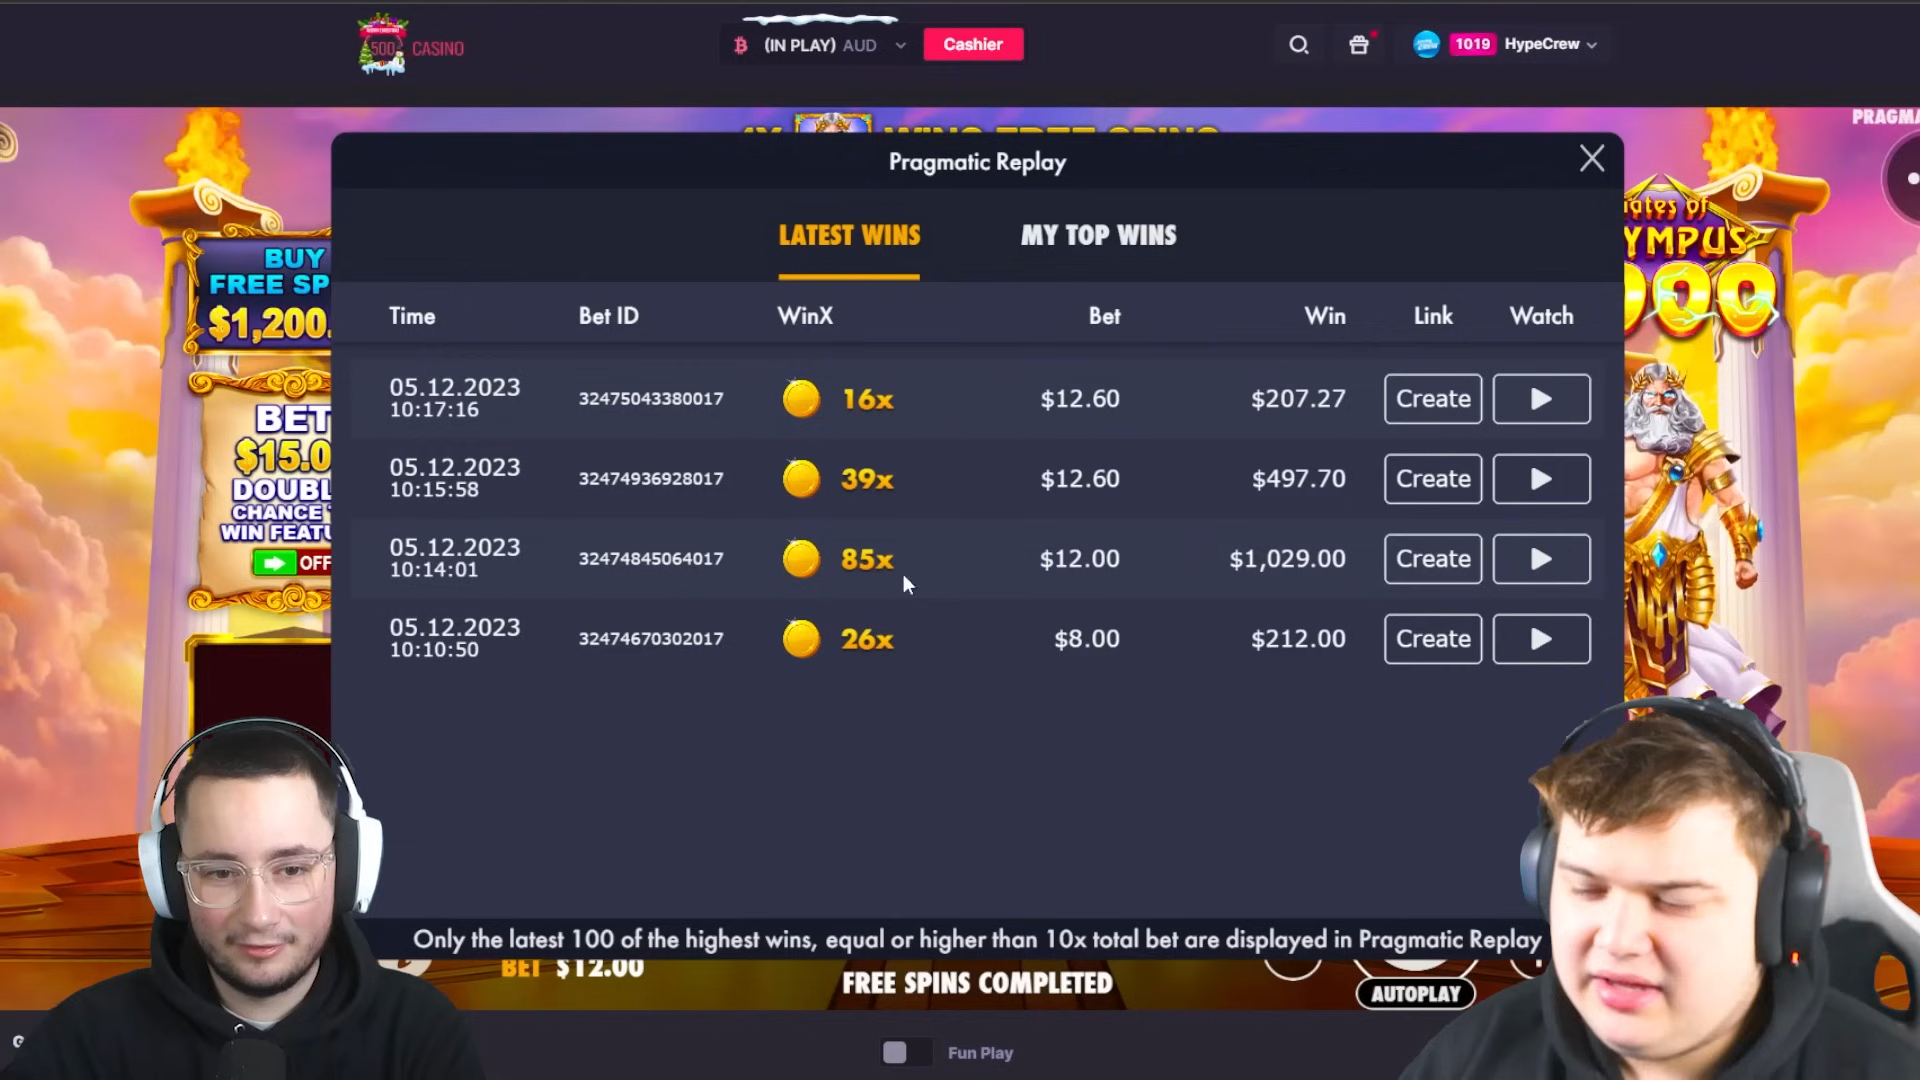 500 CASINO
(IN PLAY) AUD
Cashier
1019 HypeCrew
PRAGMA
Pragmatic Replay
LATEST WINS
MY TOP WINS
Time Bet ID WinX Bet Win Link Watch
05.12.2023
10:17:16
32475043380017 16x $12.60 $207.27 Create
05.12.2023
10:15:58
32474936928017 39x $12.60 $497.70 Create
05.12.2023
10:14:01
32474845064017 85x $12.00 $1,029.00 Create
05.12.2023
10:10:50
32474670302017 26x $8.00 $212.00 Create
BUY
FREE SP
$1,200.
BET
$15.0
DOUBL
CHANCE
WIN FEATU
OFF
ates of
YMPUS
000
Only the latest 100 of the highest wins, equal or higher than 10x total bet are displayed in Pragmatic Replay
BET $12.00
FREE SPINS COMPLETED
AUTOPLAY
Fun Play